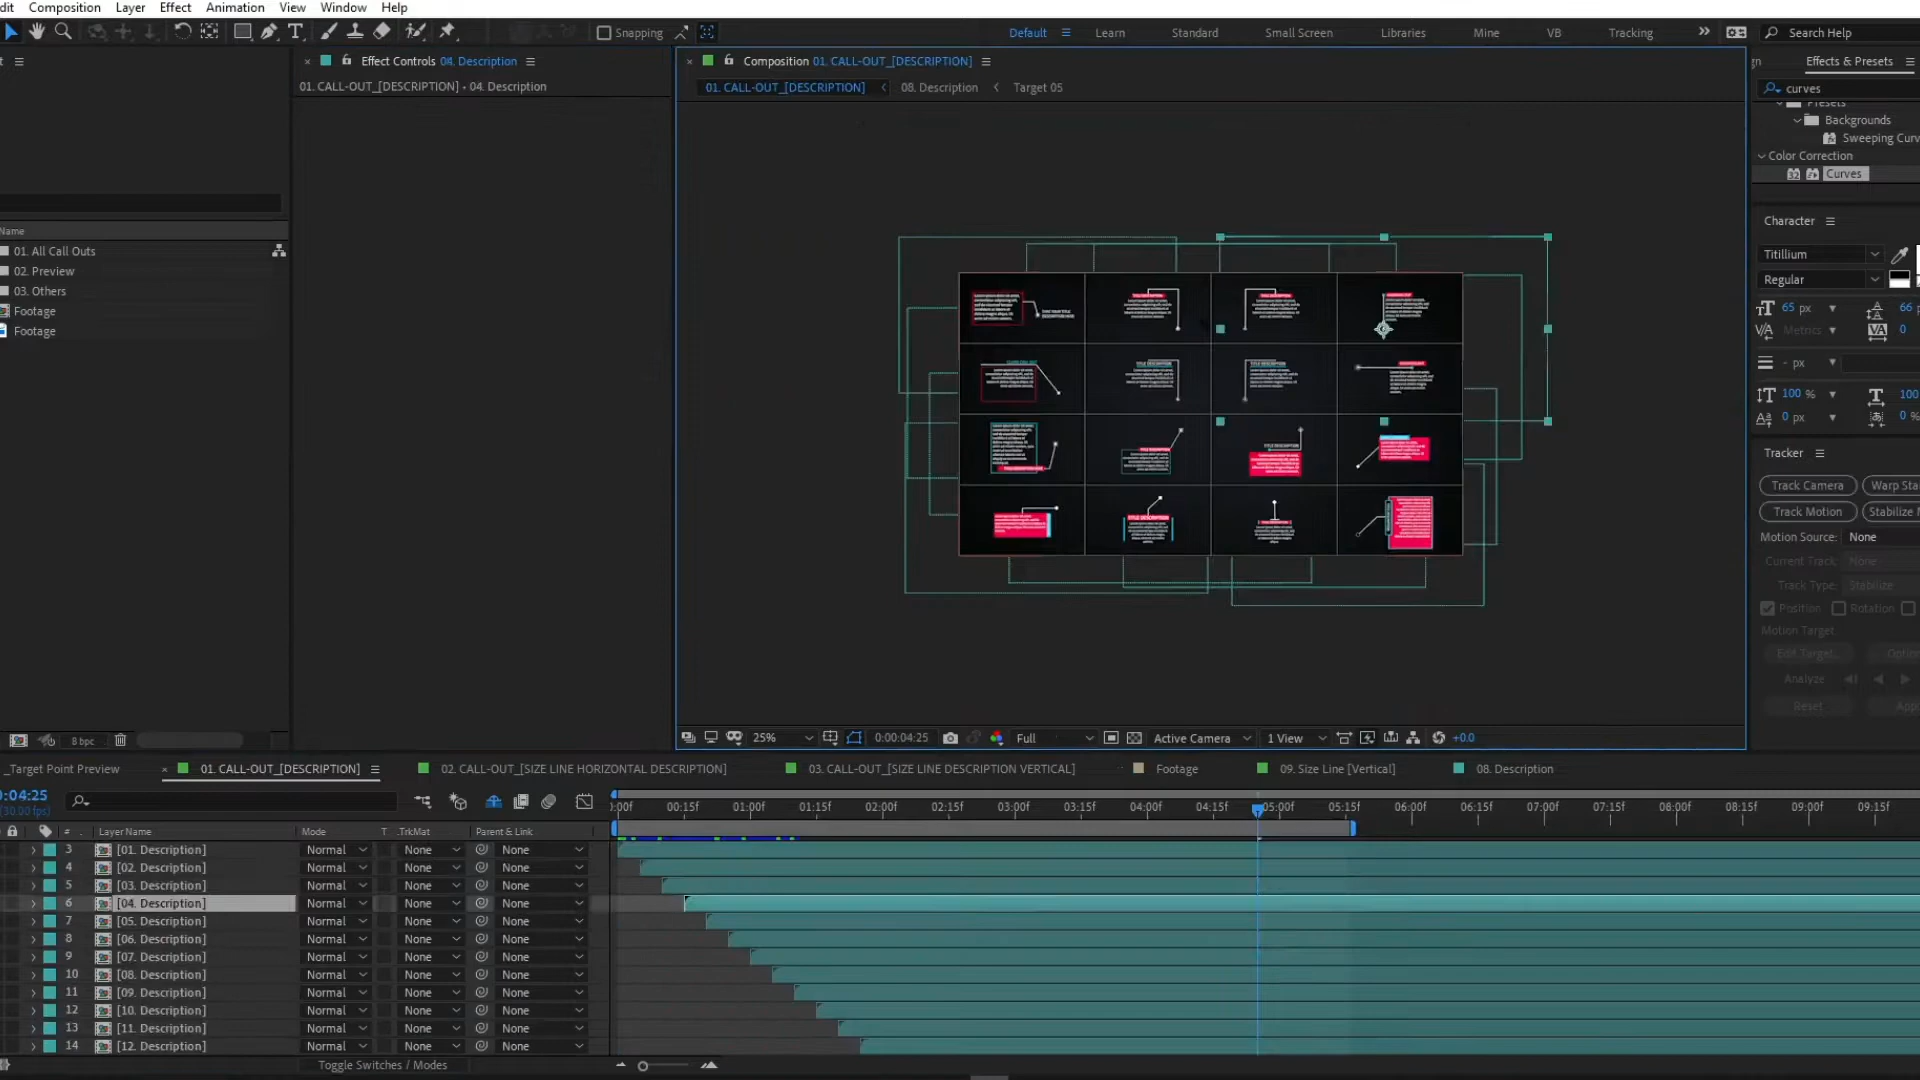 dit Composition Layer Effect Animation View Window Help
Snapping
Default Learn Standard Small Screen Libraries Mine VB Tracking Search Help
Effect Controls 04. Description
01. CALL-OUT_[DESCRIPTION] • 04. Description
Composition 01. CALL-OUT_[DESCRIPTION]
01. CALL-OUT_[DESCRIPTION] 08. Description Target 05
Effects & Presets
curves
Presets
Backgrounds
Sweeping Curv
Color Correction
Curves
Name
01. All Call Outs
02. Preview
03. Others
Footage
Footage
8 bpc
Character
Titillium
Regular
65 px 66
Metrics 0
- px
100 % 100
0 px 0 %
Tracker
Track Camera Warp Sta
Track Motion Stabilize M
Motion Source: None
Current Track: None
Track Type: Stabilize
Position Rotation
Motion Target
Edit Target... Option
Analyze
Reset App
25% 0:00:04:25 Full Active Camera 1 View +0.0
_Target Point Preview 01. CALL-OUT_[DESCRIPTION] 02. CALL-OUT_[SIZE LINE HORIZONTAL DESCRIPTION] 03. CALL-OUT_[SIZE LINE DESCRIPTION VERTICAL] Footage 09. Size Line [Vertical] 08. Description
0:04:25
(30.00 fps)
:00f 00:15f 01:00f 01:15f 02:00f 02:15f 03:00f 03:15f 04:00f 04:15f 05:00f 05:15f 06:00f 06:15f 07:00f 07:15f 08:00f 08:15f 09:00f 09:15f
# Layer Name Mode T .TrkMat Parent & Link
3 [01. Description] Normal None None
4 [02. Description] Normal None None
5 [03. Description] Normal None None
6 [04. Description] Normal None None
7 [05. Description] Normal None None
8 [06. Description] Normal None None
9 [07. Description] Normal None None
10 [08. Description] Normal None None
11 [09. Description] Normal None None
12 [10. Description] Normal None None
13 [11. Description] Normal None None
14 [12. Description] Normal None None
Toggle Switches / Modes